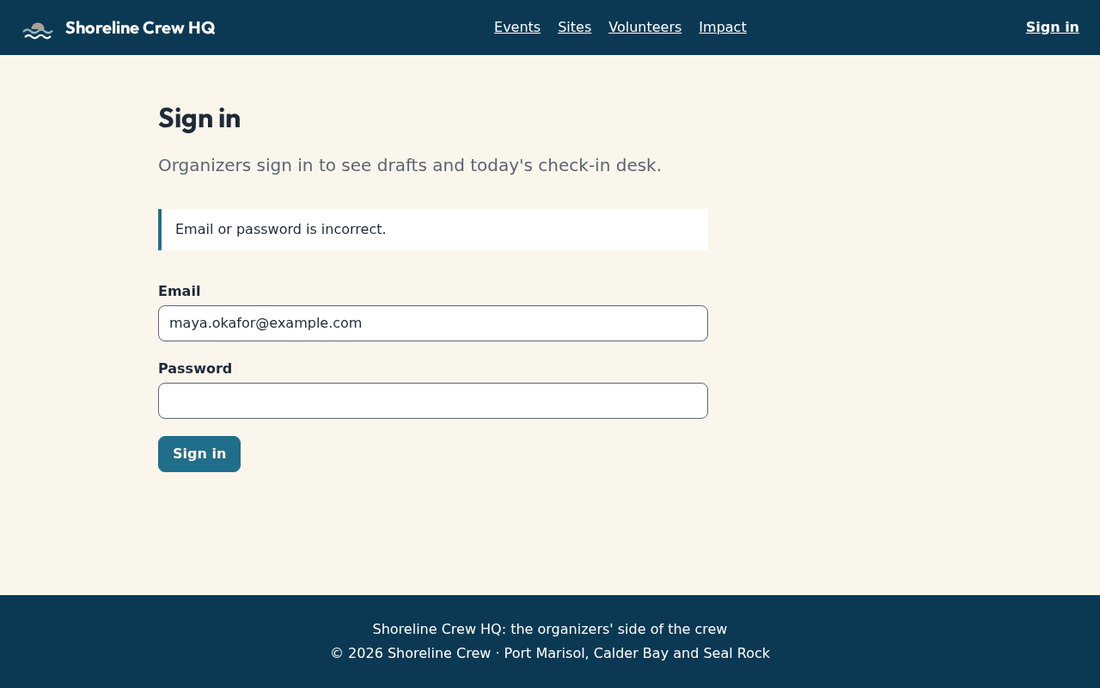 Shoreline Crew HQ
Events Sites Volunteers Impact
Sign in
Sign in
Organizers sign in to see drafts and today's check-in desk.
Email or password is incorrect.
Email
maya.okafor@example.com
Password
Sign in
Shoreline Crew HQ: the organizers' side of the crew
© 2026 Shoreline Crew · Port Marisol, Calder Bay and Seal Rock